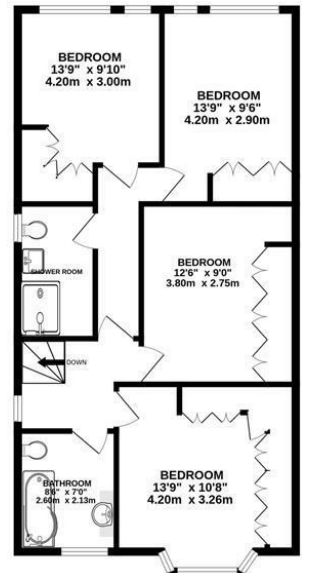 BEDROOM
13'9" x 9'10"
4.20m x 3.00m
BEDROOM
13'9" x 9'6"
4.20m x 2.90m
SHOWER ROOM
BEDROOM
12'6" x 9'0"
3.80m x 2.75m
DOWN
BATHROOM
8'6" x 7'0"
2.60m x 2.13m
BEDROOM
13'9" x 10'8"
4.20m x 3.26m